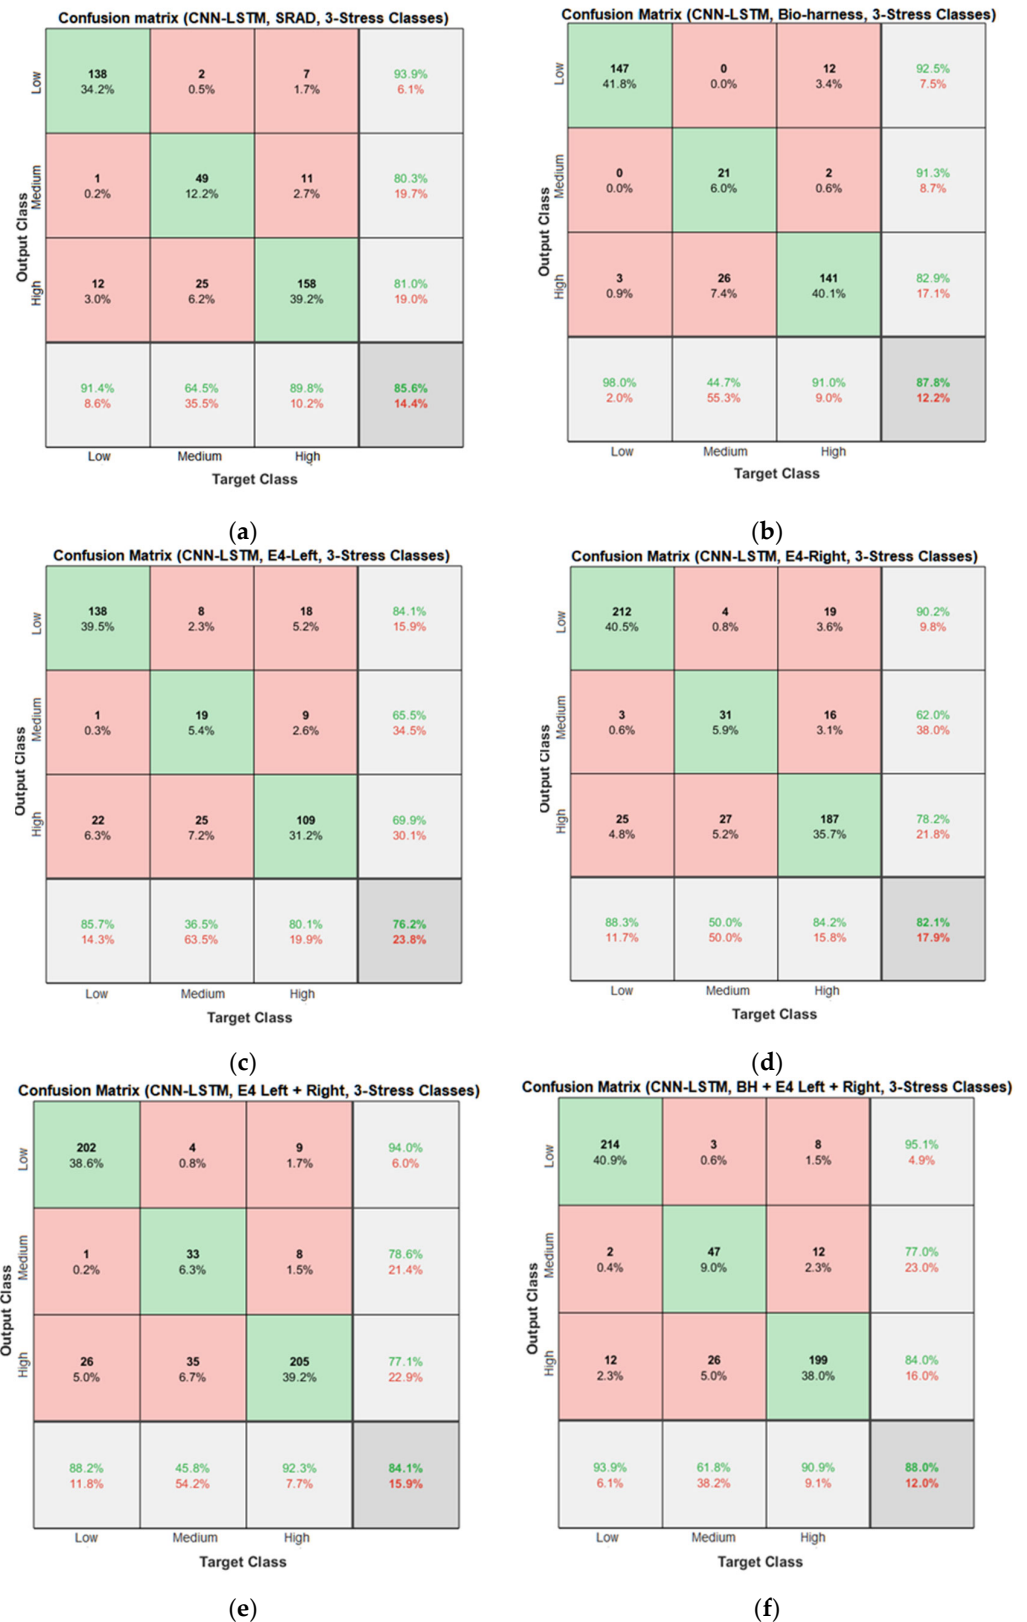 Confusion matrix (CNN-LSTM, SRAD, 3-Stress Classes)
Output Class
Low
138 2 7 93.9%
34.2% 0.5% 1.7% 6.1%
Medium
1 49 11 80.3%
0.2% 12.2% 2.7% 19.7%
High
12 25 158 81.0%
3.0% 6.2% 39.2% 19.0%
91.4% 64.5% 89.8% 85.6%
8.6% 35.5% 10.2% 14.4%
Low Medium High
Target Class
(a)
Confusion Matrix (CNN-LSTM, Bio-harness, 3-Stress Classes)
Output Class
Low
147 0 12 92.5%
41.8% 0.0% 3.4% 7.5%
Medium
0 21 2 91.3%
0.0% 6.0% 0.6% 8.7%
High
3 26 141 82.9%
0.9% 7.4% 40.1% 17.1%
98.0% 44.7% 91.0% 87.8%
2.0% 55.3% 9.0% 12.2%
Low Medium High
Target Class
(b)
Confusion Matrix (CNN-LSTM, E4-Left, 3-Stress Classes)
Output Class
Low
138 8 18 84.1%
39.5% 2.3% 5.2% 15.9%
Medium
1 19 9 65.5%
0.3% 5.4% 2.6% 34.5%
High
22 25 109 69.9%
6.3% 7.2% 31.2% 30.1%
85.7% 36.5% 80.1% 76.2%
14.3% 63.5% 19.9% 23.8%
Low Medium High
Target Class
(c)
Confusion Matrix (CNN-LSTM, E4-Right, 3-Stress Classes)
Output Class
Low
212 4 19 90.2%
40.5% 0.8% 3.6% 9.8%
Medium
3 31 16 62.0%
0.6% 5.9% 3.1% 38.0%
High
25 27 187 78.2%
4.8% 5.2% 35.7% 21.8%
88.3% 50.0% 84.2% 82.1%
11.7% 50.0% 15.8% 17.9%
Low Medium High
Target Class
(d)
Confusion Matrix (CNN-LSTM, E4 Left + Right, 3-Stress Classes)
Output Class
Low
202 4 9 94.0%
38.6% 0.8% 1.7% 6.0%
Medium
1 33 8 78.6%
0.2% 6.3% 1.5% 21.4%
High
26 35 205 77.1%
5.0% 6.7% 39.2% 22.9%
88.2% 45.8% 92.3% 84.1%
11.8% 54.2% 7.7% 15.9%
Low Medium High
Target Class
(e)
Confusion Matrix (CNN-LSTM, BH + E4 Left + Right, 3-Stress Classes)
Output Class
Low
214 3 8 95.1%
40.9% 0.6% 1.5% 4.9%
Medium
2 47 12 77.0%
0.4% 9.0% 2.3% 23.0%
High
12 26 199 84.0%
2.3% 5.0% 38.0% 16.0%
93.9% 61.8% 90.9% 88.0%
6.1% 38.2% 9.1% 12.0%
Low Medium High
Target Class
(f)